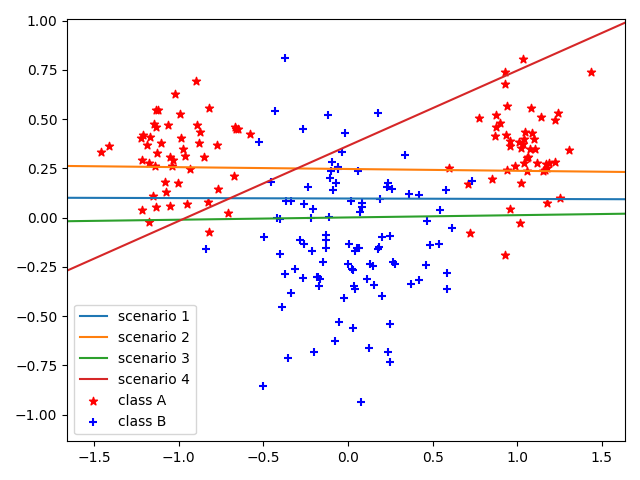 1.00
0.75
0.50
0.25
0.00
−0.25
−0.50
−0.75
−1.00
scenario 1
scenario 2
scenario 3
scenario 4
class A
class B
−1.5 −1.0 −0.5 0.0 0.5 1.0 1.5